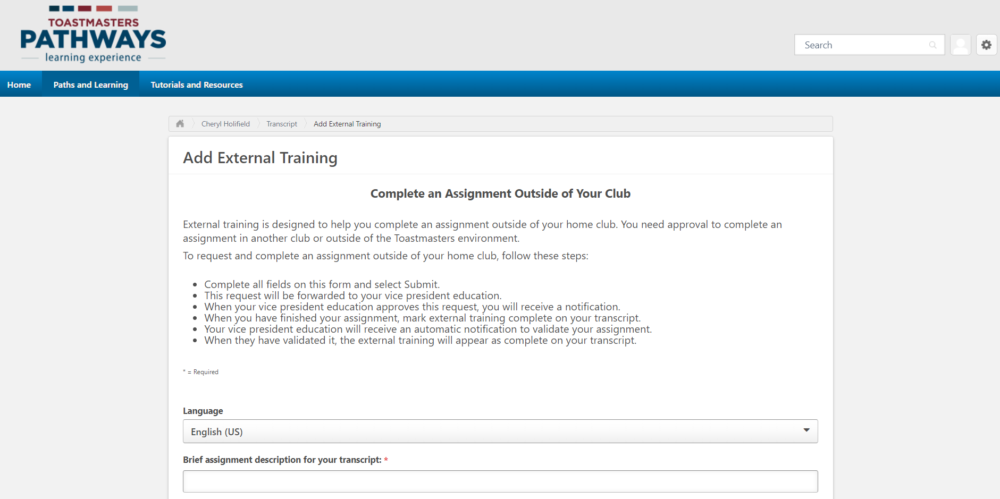 TOASTMASTERS
PATHWAYS
learning experience
Search
Home
Paths and Learning
Tutorials and Resources
Cheryl Holifield
Transcript
Add External Training
Add External Training
Complete an Assignment Outside of Your Club
External training is designed to help you complete an assignment outside of your home club. You need approval to complete an
assignment in another club or outside of the Toastmasters environment.
To request and complete an assignment outside of your home club, follow these steps:
• Complete all fields on this form and select Submit.
• This request will be forwarded to your vice president education.
• When your vice president education approves this request, you will receive a notification.
• When you have finished your assignment, mark external training complete on your transcript.
• Your vice president education will receive an automatic notification to validate your assignment.
• When they have validated it, the external training will appear as complete on your transcript.
* = Required
Language
English (US)
Brief assignment description for your transcript: *